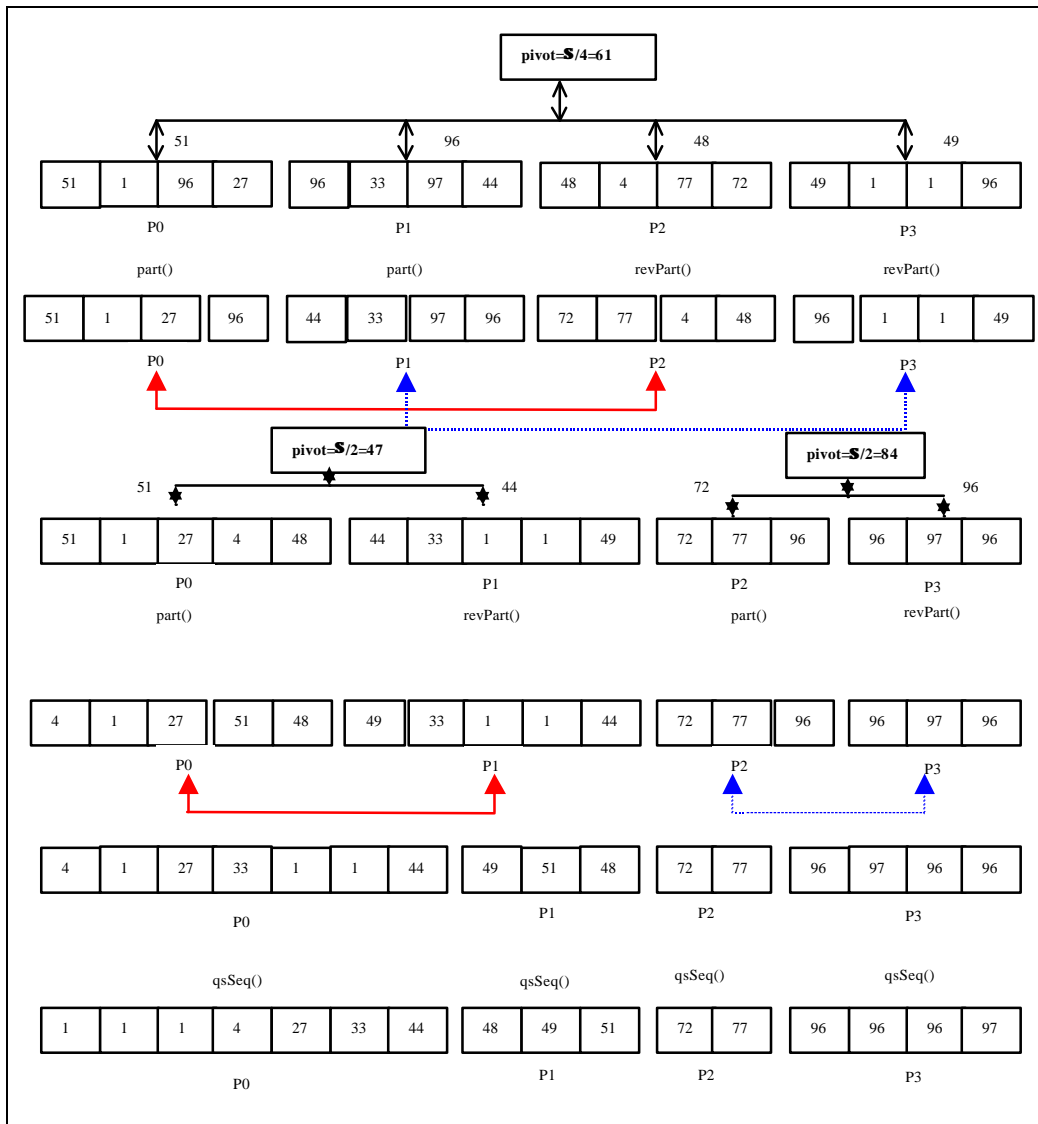 pivot=S/4=61
51 96 48 49
51 1 96 27 96 33 97 44 48 4 77 72 49 1 1 96
P0 P1 P2 P3
part() part() revPart() revPart()
51 1 27 96 44 33 97 96 72 77 4 48 96 1 1 49
P0 P1 P2 P3
pivot=S/2=47 pivot=S/2=84
51 44 72 96
51 1 27 4 48 44 33 1 1 49 72 77 96 96 97 96
P0 P1 P2 P3
part() revPart() part() revPart()
4 1 27 51 48 49 33 1 1 44 72 77 96 96 97 96
P0 P1 P2 P3
4 1 27 33 1 1 44 49 51 48 72 77 96 97 96 96
P0 P1 P2 P3
qsSeq() qsSeq() qsSeq() qsSeq()
1 1 1 4 27 33 44 48 49 51 72 77 96 96 96 97
P0 P1 P2 P3